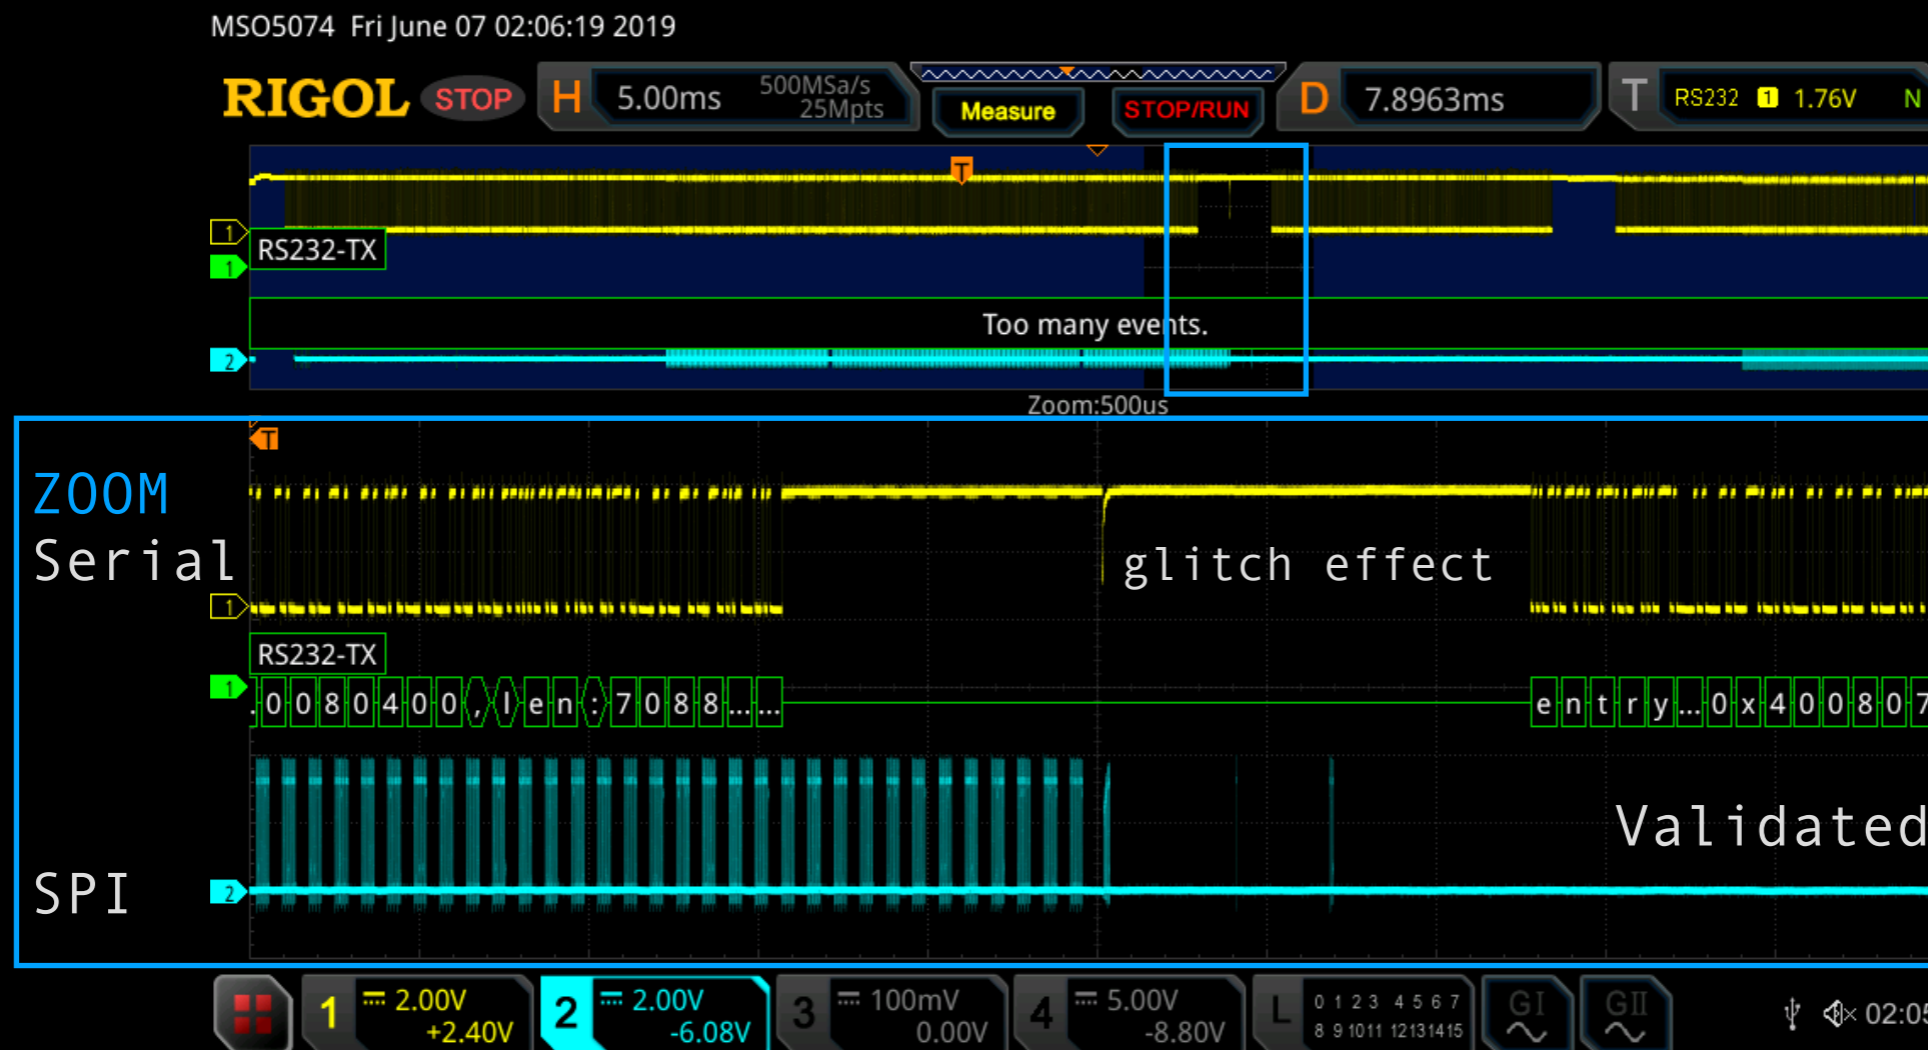 MSO5074 Fri June 07 02:06:19 2019
RIGOL STOP H 5.00ms 500MSa/s 25Mpts Measure STOP/RUN D 7.8963ms T RS232 1 1.76V N
T
1
RS232-TX
1
Too many events.
2
Zoom:500us
T
ZOOM
Serial
glitch effect
1
RS232-TX
1
.0080400,len:7088...... entry...0x400807
Validated
SPI
2
1 2.00V +2.40V 2 2.00V -6.08V 3 100mV 0.00V 4 5.00V -8.80V L 0 1 2 3 4 5 6 7 8 9 10 11 12 13 14 15 GI GII 02:05